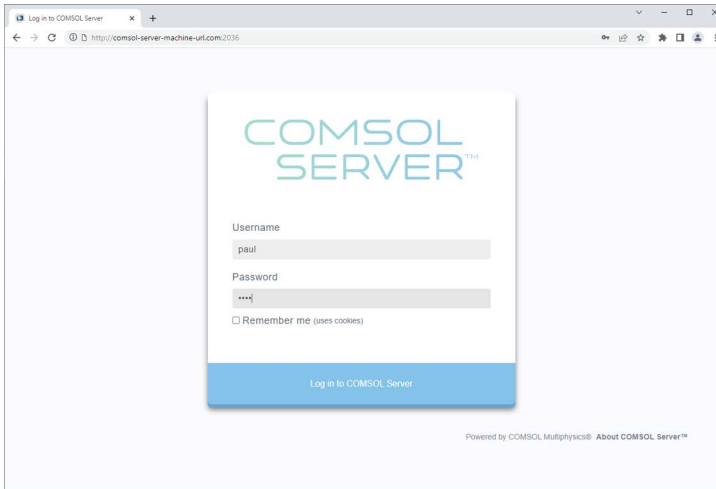 Log in to COMSOL Server
http://comsol-server-machine-url.com:2036
COMSOL
SERVER™
Username
paul
Password
••••
Remember me (uses cookies)
Log in to COMSOL Server
Powered by COMSOL Multiphysics® About COMSOL Server™